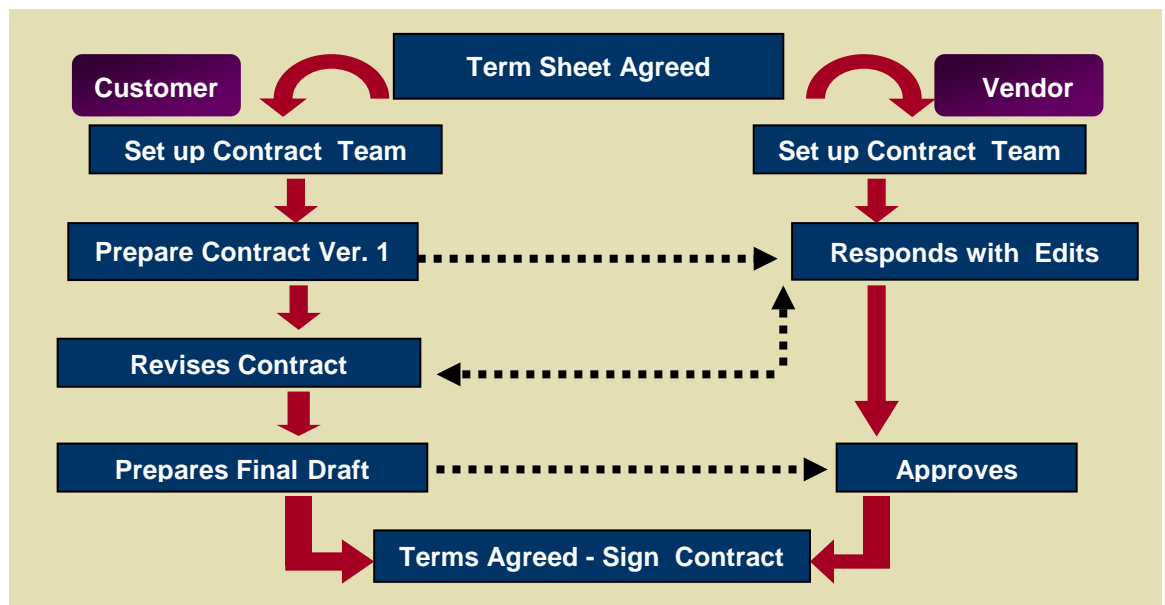 Term Sheet Agreed
Customer
Vendor
Set up Contract Team
Set up Contract Team
Prepare Contract Ver. 1
Responds with Edits
Revises Contract
Prepares Final Draft
Approves
Terms Agreed - Sign Contract